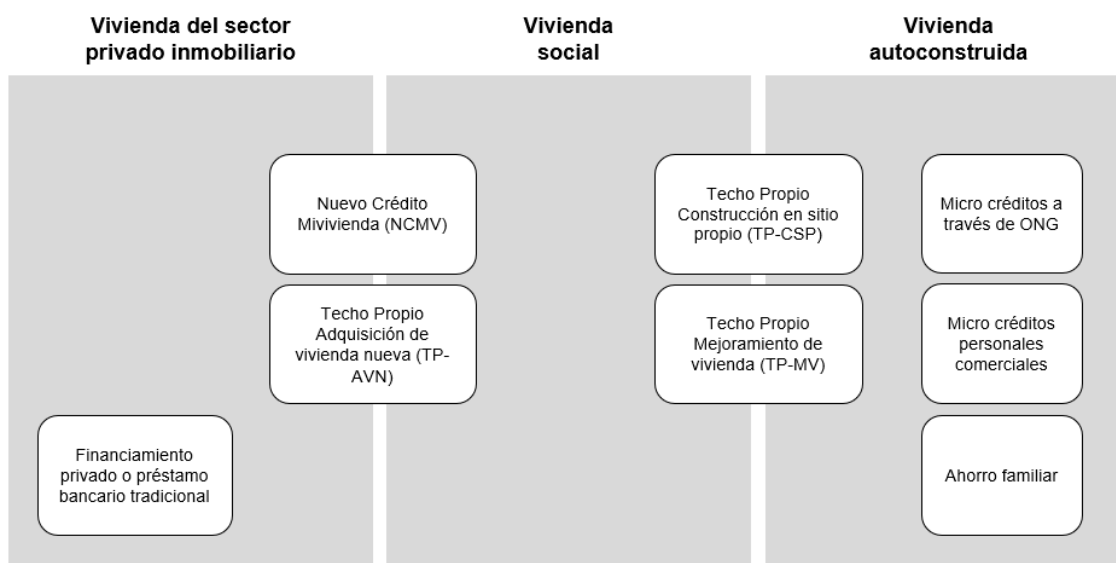 Vivienda del sector
privado inmobiliario
Vivienda
social
Vivienda
autoconstruida
Nuevo Crédito
Mivivienda (NCMV)
Techo Propio
Construcción en sitio
propio (TP-CSP)
Micro créditos a
través de ONG
Techo Propio
Adquisición de
vivienda nueva (TP-
AVN)
Techo Propio
Mejoramiento de
vivienda (TP-MV)
Micro créditos
personales
comerciales
Financiamiento
privado o préstamo
bancario tradicional
Ahorro familiar